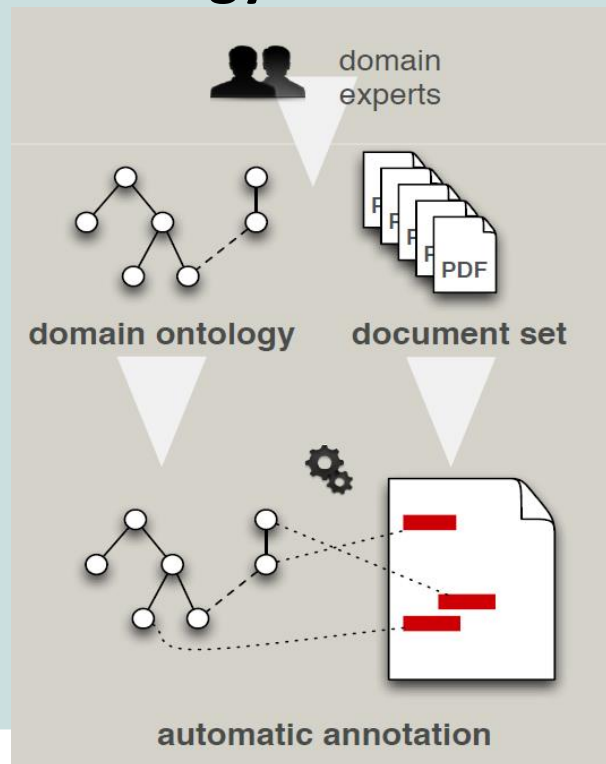 domain
experts
PDF
domain ontology document set
automatic annotation